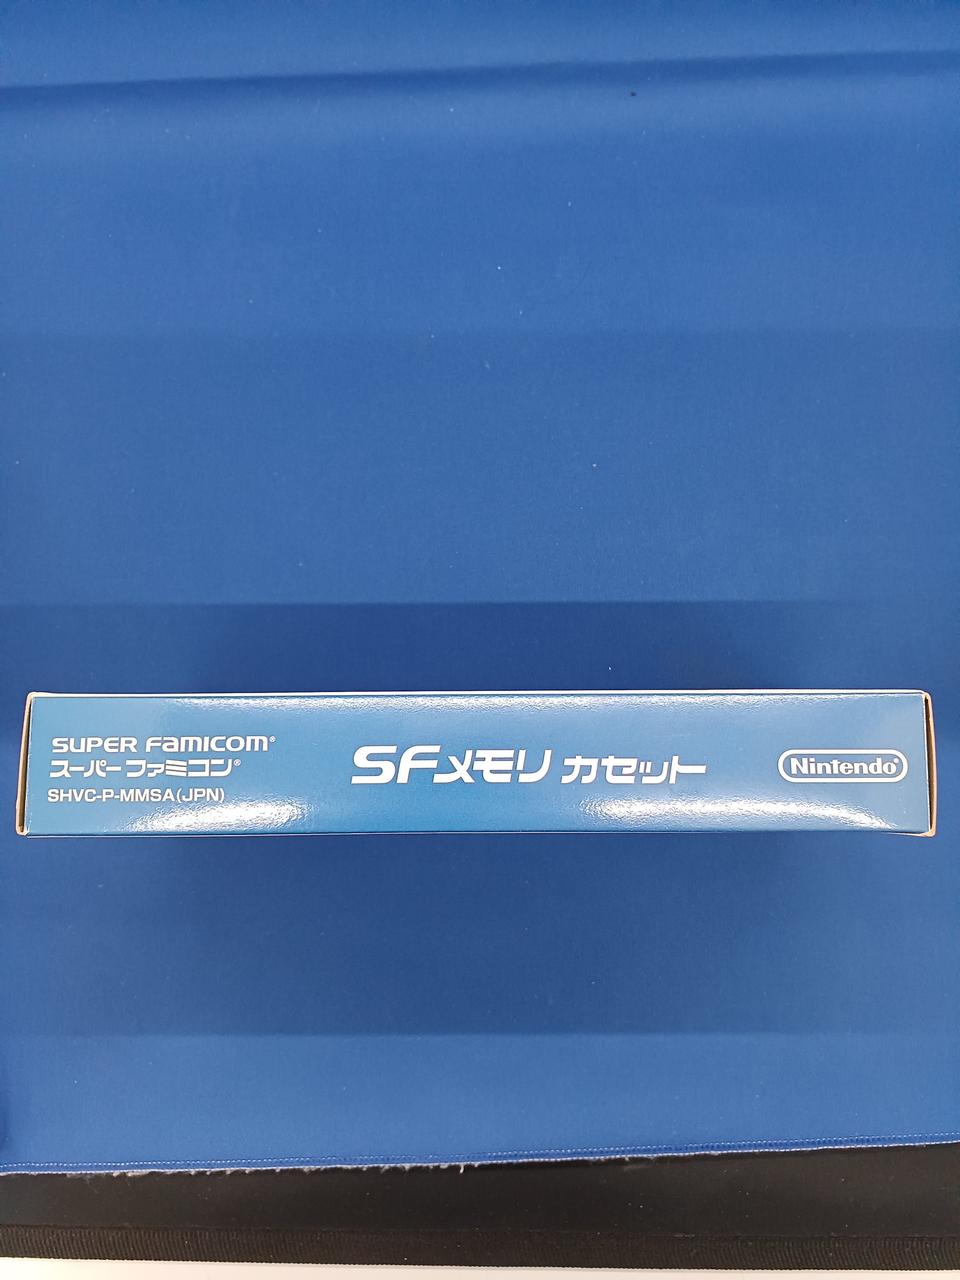 SUPER Famicom®
スーパーファミコン®
SHVC-P-MMSA(JPN)
SFメモリ カセット
Nintendo®